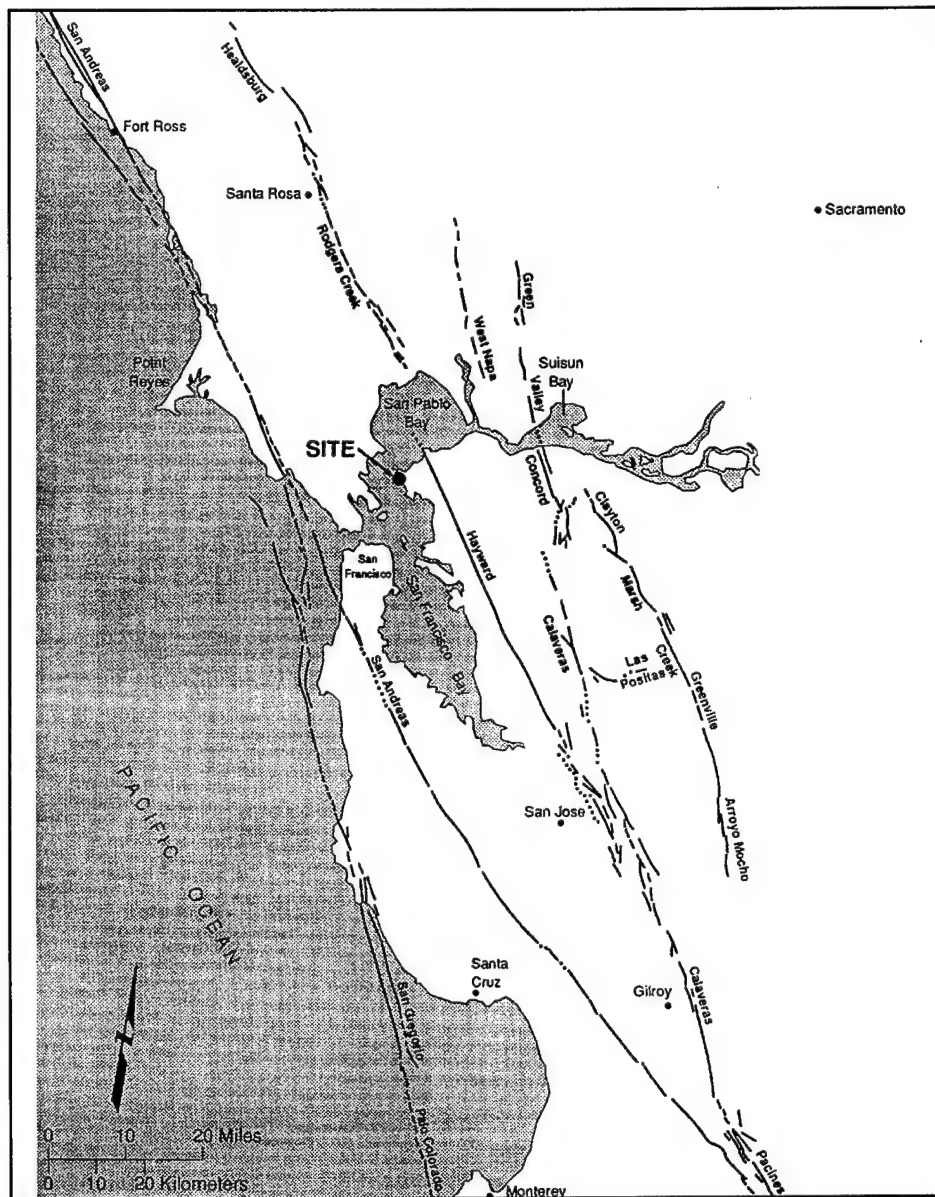 San Andreas
Healdsburg
Fort Ross
Santa Rosa
Sacramento
Rodgers Creek
West Napa
Green
Valley
Suisun
Bay
Point
Reyes
San Pablo
Bay
SITE
Concord
Clayton
Hayward
San
Francisco
San Francisco Bay
Marsh
Creek
Calaveras
Las
Positas
Greenville
San Andreas
PACIFIC OCEAN
San Jose
Arroyo Mocho
Santa
Cruz
Gilroy
Calaveras
San Gregorio
Palo Colorado
Z
0 10 20 Miles
0 10 20 Kilometers
Monterey
Pacines